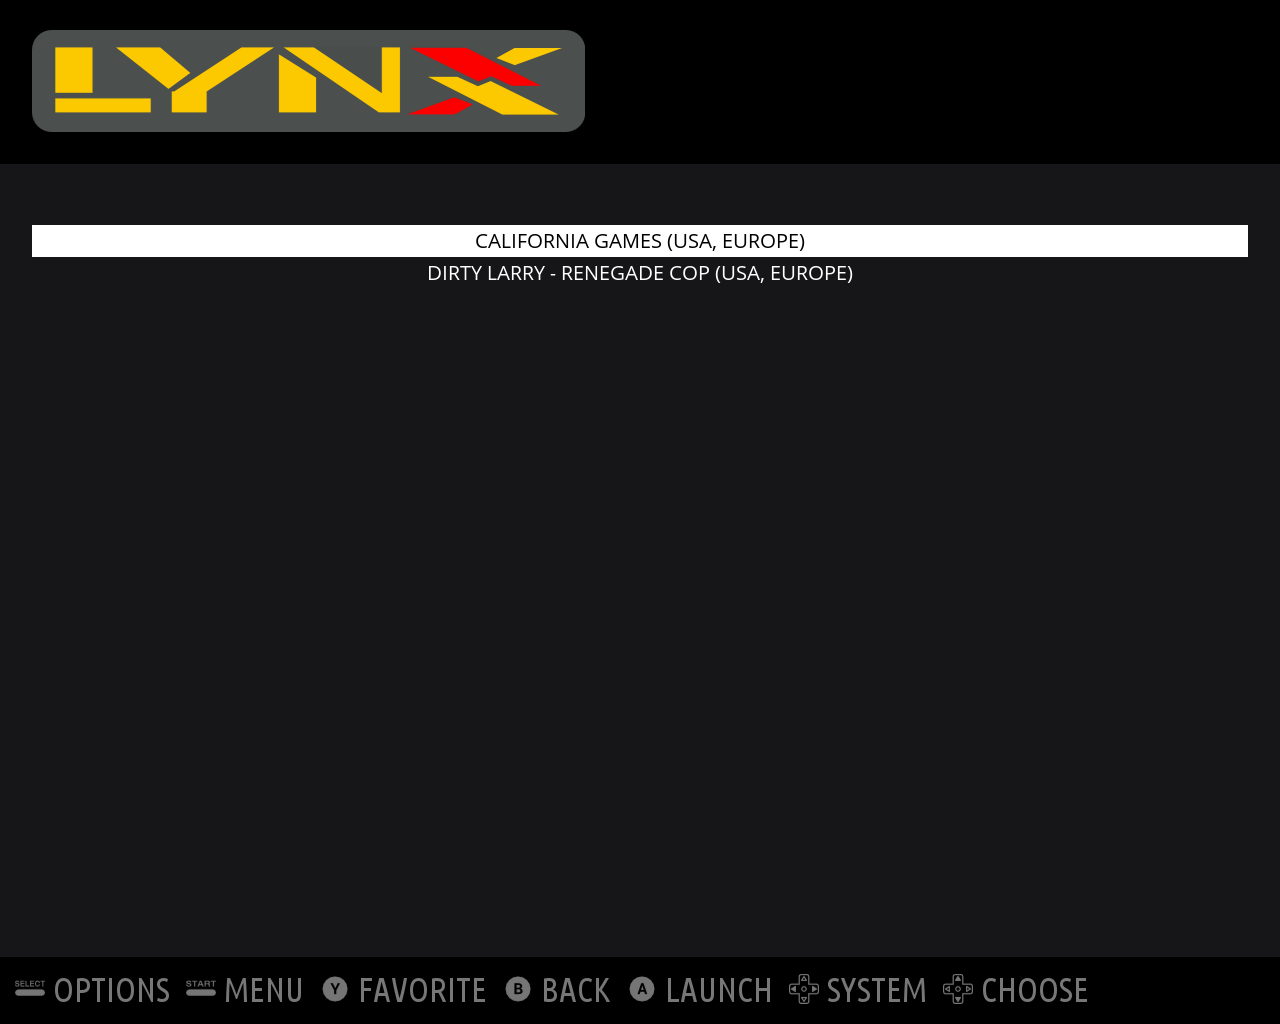 LYNX
CALIFORNIA GAMES (USA, EUROPE)
DIRTY LARRY - RENEGADE COP (USA, EUROPE)
SELECT OPTIONS START MENU Y FAVORITE B BACK A LAUNCH SYSTEM CHOOSE